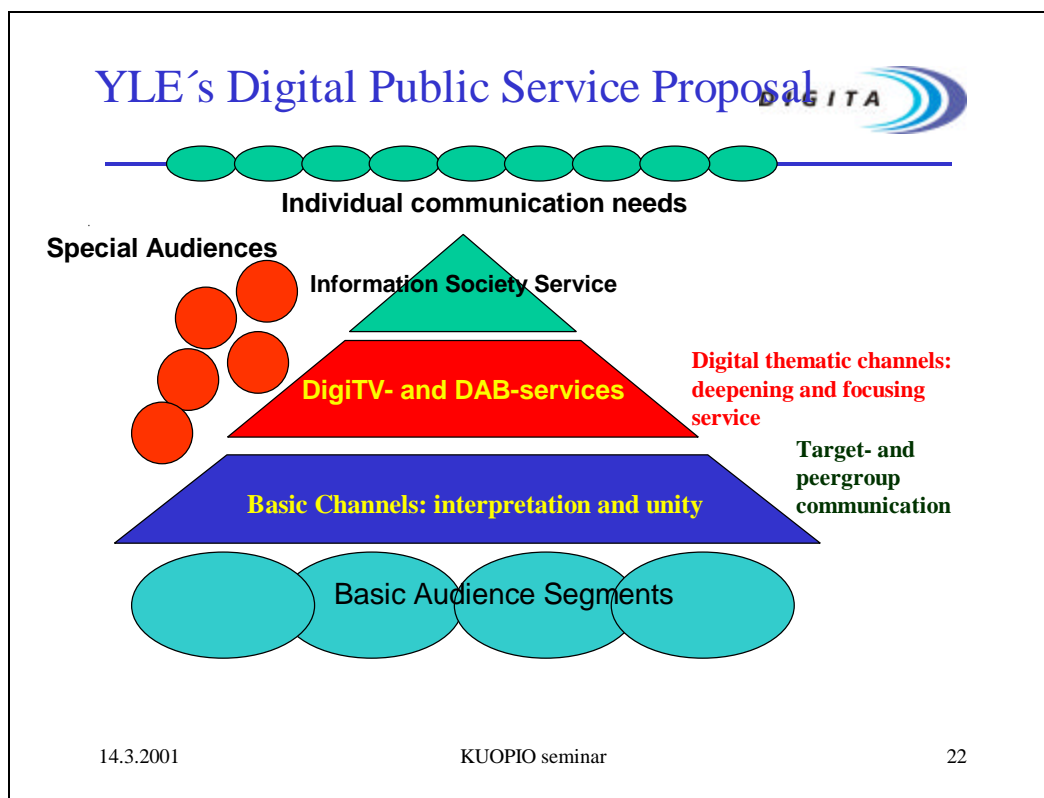 YLE´s Digital Public Service Proposal
DIGITA
Individual communication needs
Special Audiences
Information Society Service
DigiTV- and DAB-services
Digital thematic channels:
deepening and focusing
service
Target- and
peergroup
communication
Basic Channels: interpretation and unity
Basic Audience Segments
14.3.2001
KUOPIO seminar
22